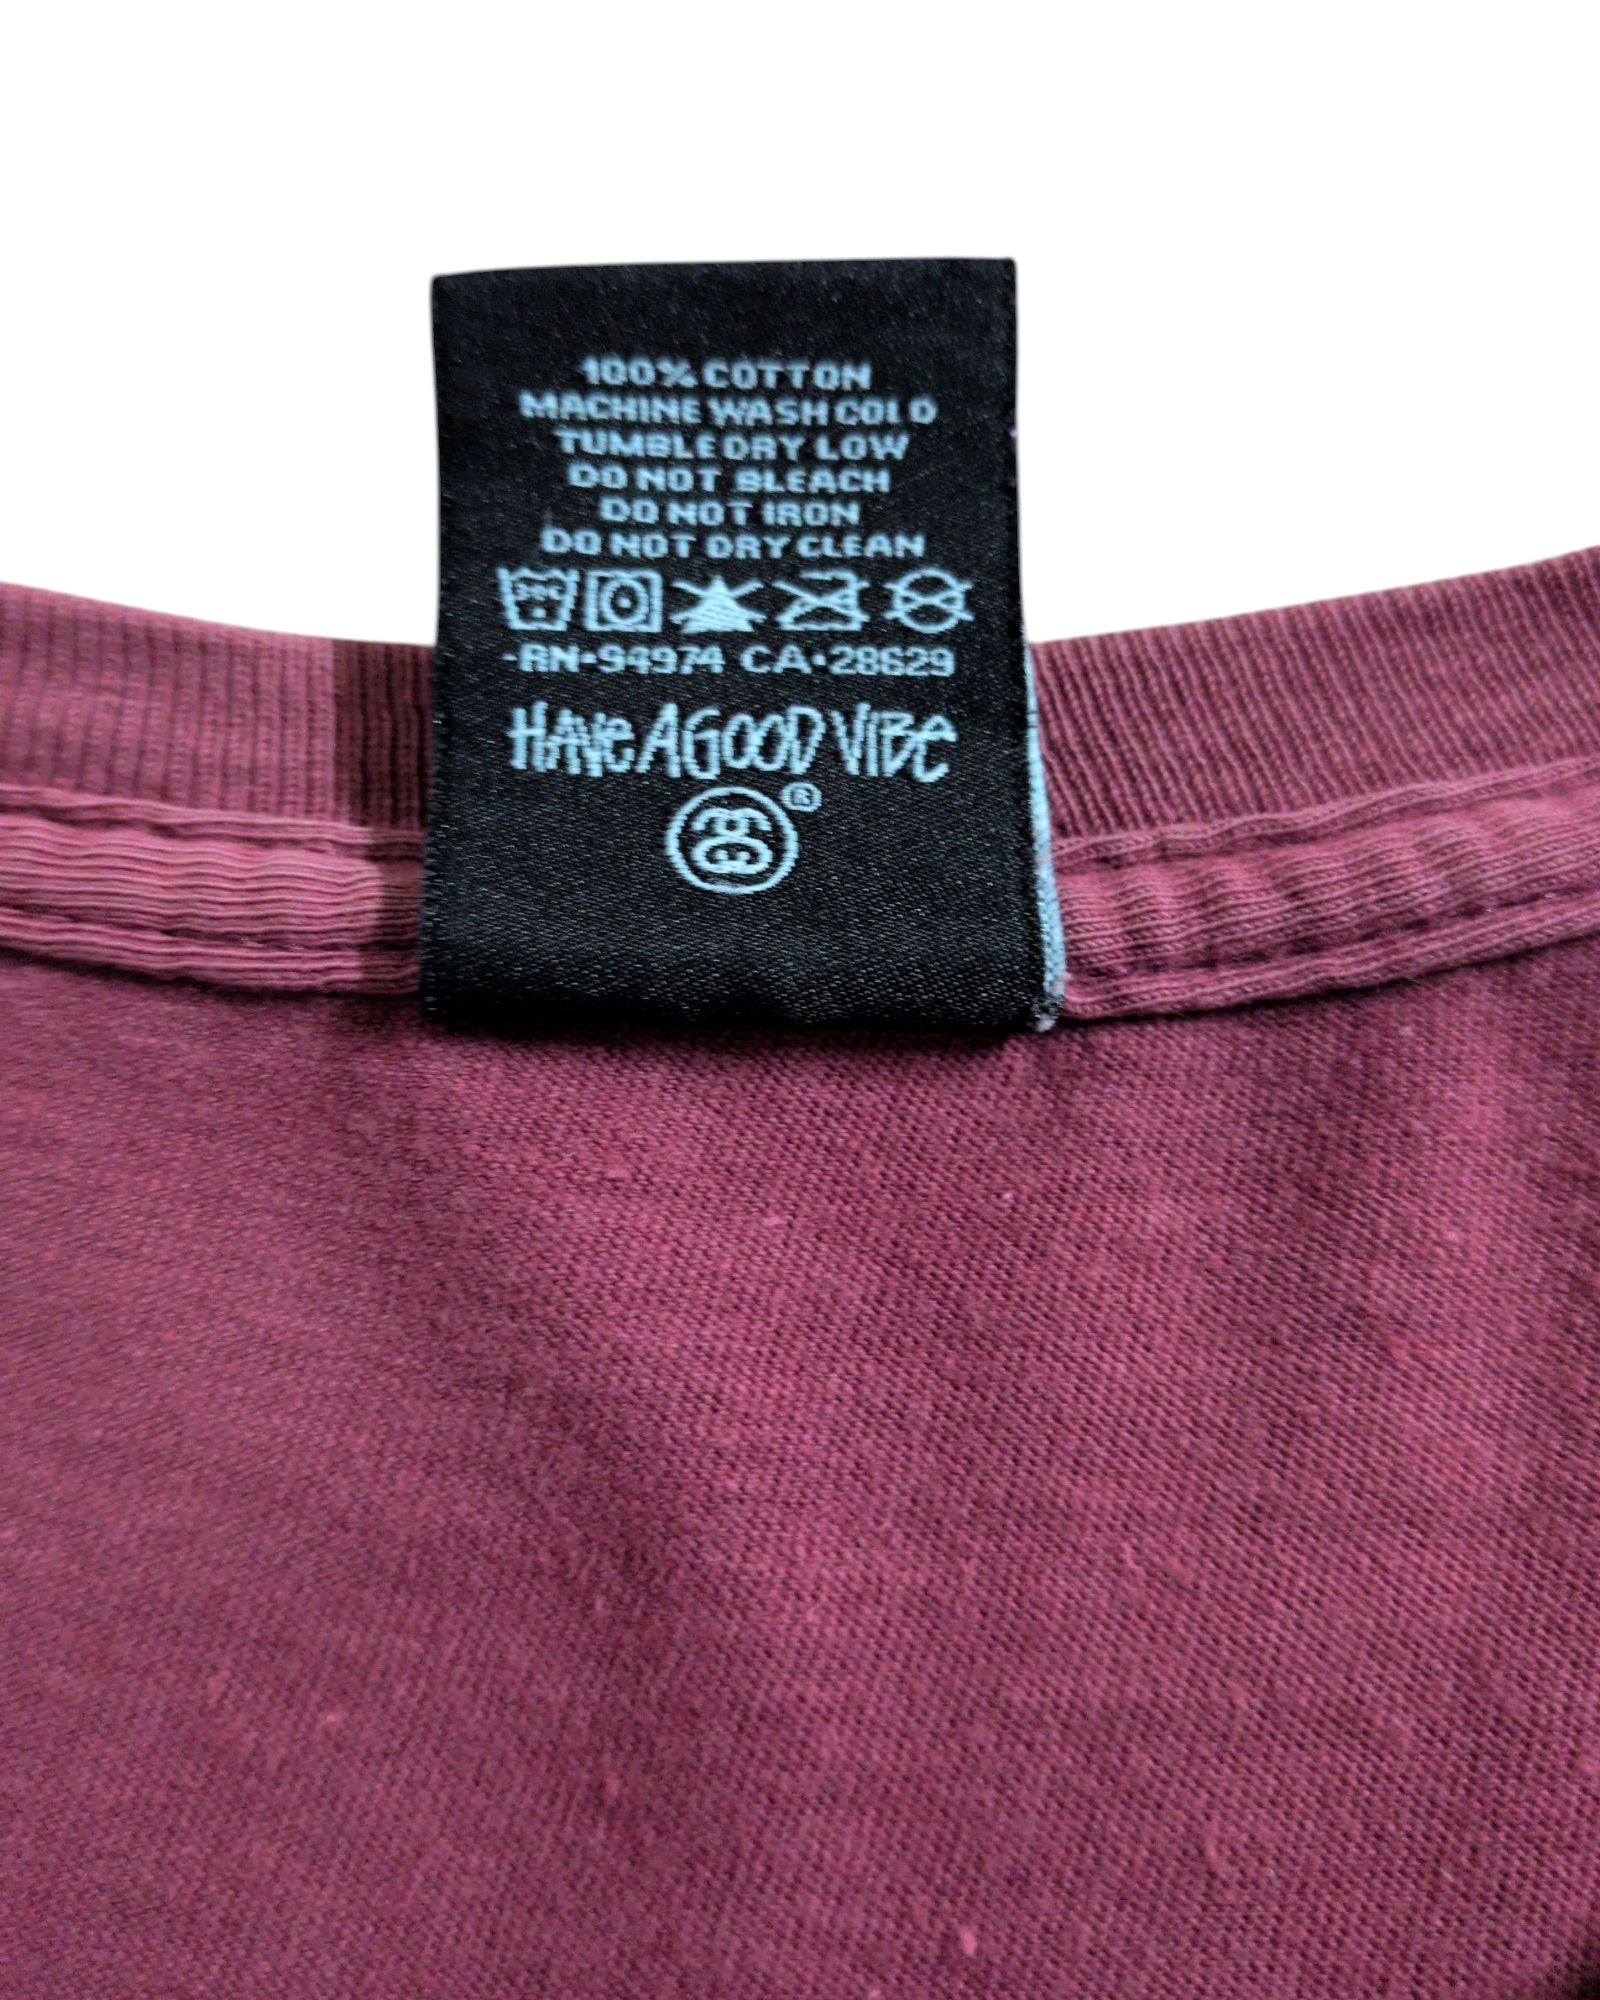 100% COTTON
MACHINE WASH COLD
TUMBLE DRY LOW
DO NOT BLEACH
DO NOT IRON
DO NOT DRY CLEAN
30C
-RN-94974 CA•28629
HAVE A GOOD VIBE
®